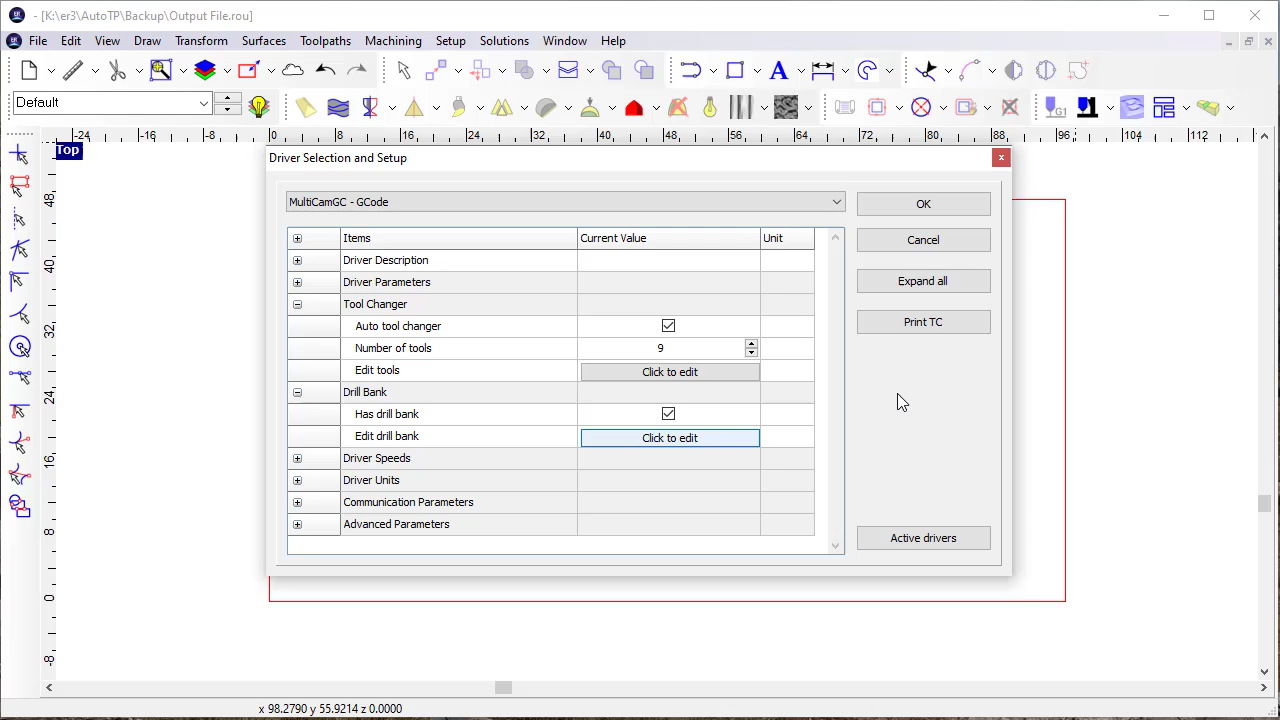 - [K:\er3\AutoTP\Backup\Output File.rou]
File Edit View Draw Transform Surfaces Toolpaths Machining Setup Solutions Window Help
Default
G1
-24 -16 -8 0 8 16 24 32 40 48 56 64 72 80 88 96 104 112
Top
Driver Selection and Setup
MultiCamGC - GCode
OK
Items Current Value Unit
Cancel
Driver Description
Driver Parameters
Expand all
Tool Changer
Auto tool changer
Print TC
Number of tools 9
Edit tools Click to edit
Drill Bank
Has drill bank
Edit drill bank Click to edit
Driver Speeds
Driver Units
Communication Parameters
Advanced Parameters
Active drivers
48
40
32
24
16
8
0
-8
x 98.2790 y 55.9214 z 0.0000